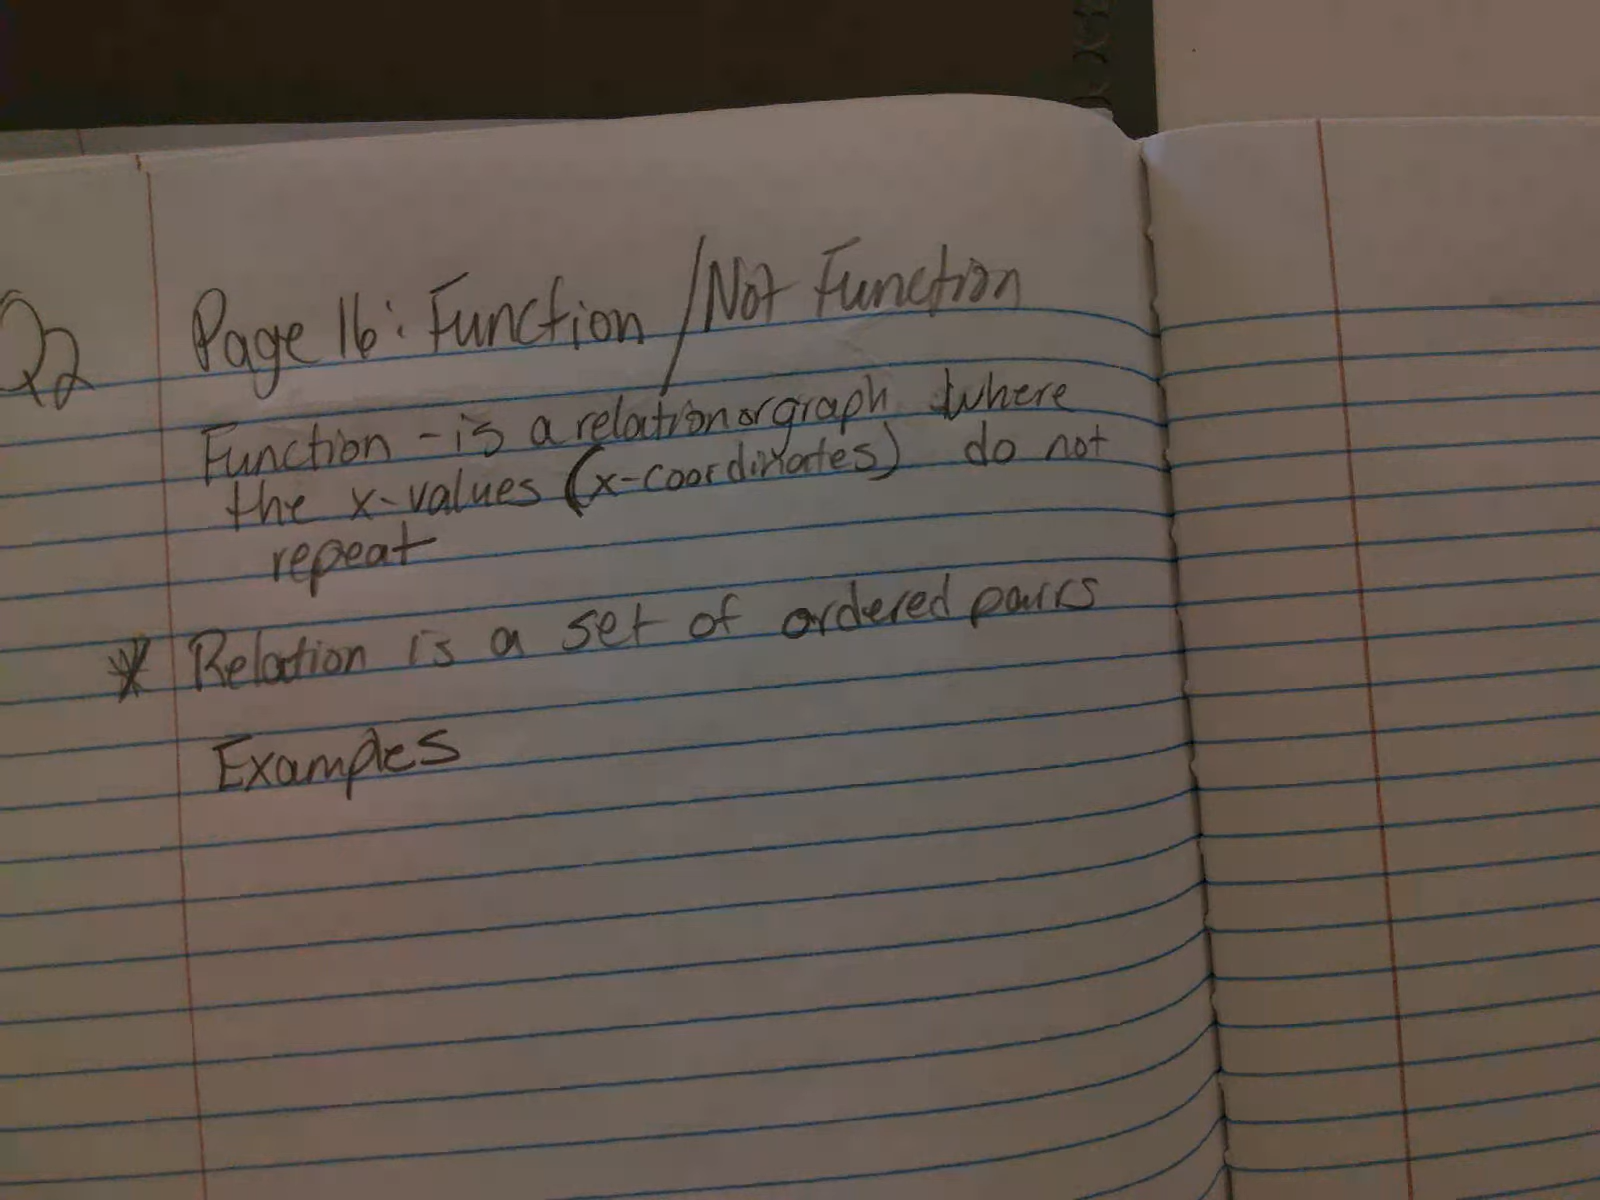 Q2 Page 16: Function / Not Function
Function - is a relation or graph where
the x-values (x-coordinates) do not
repeat
* Relation is a set of ordered pairs
Examples